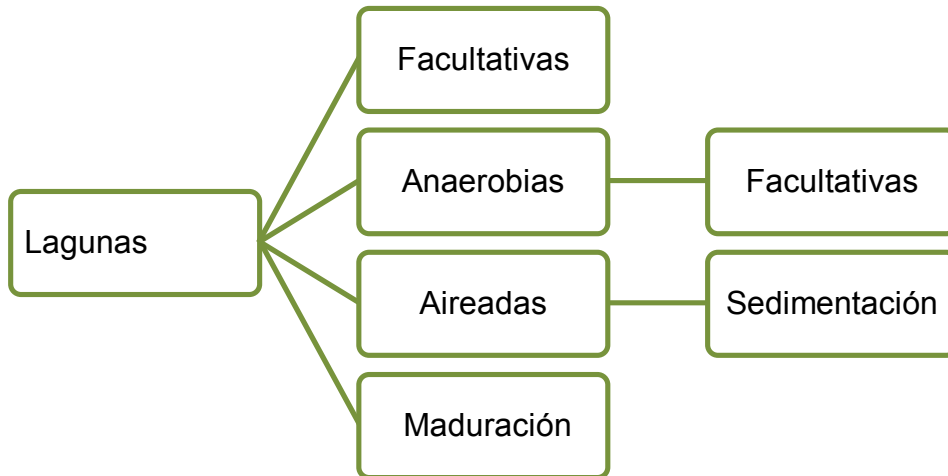 Lagunas
Facultativas
Anaerobias
Facultativas
Aireadas
Sedimentación
Maduración